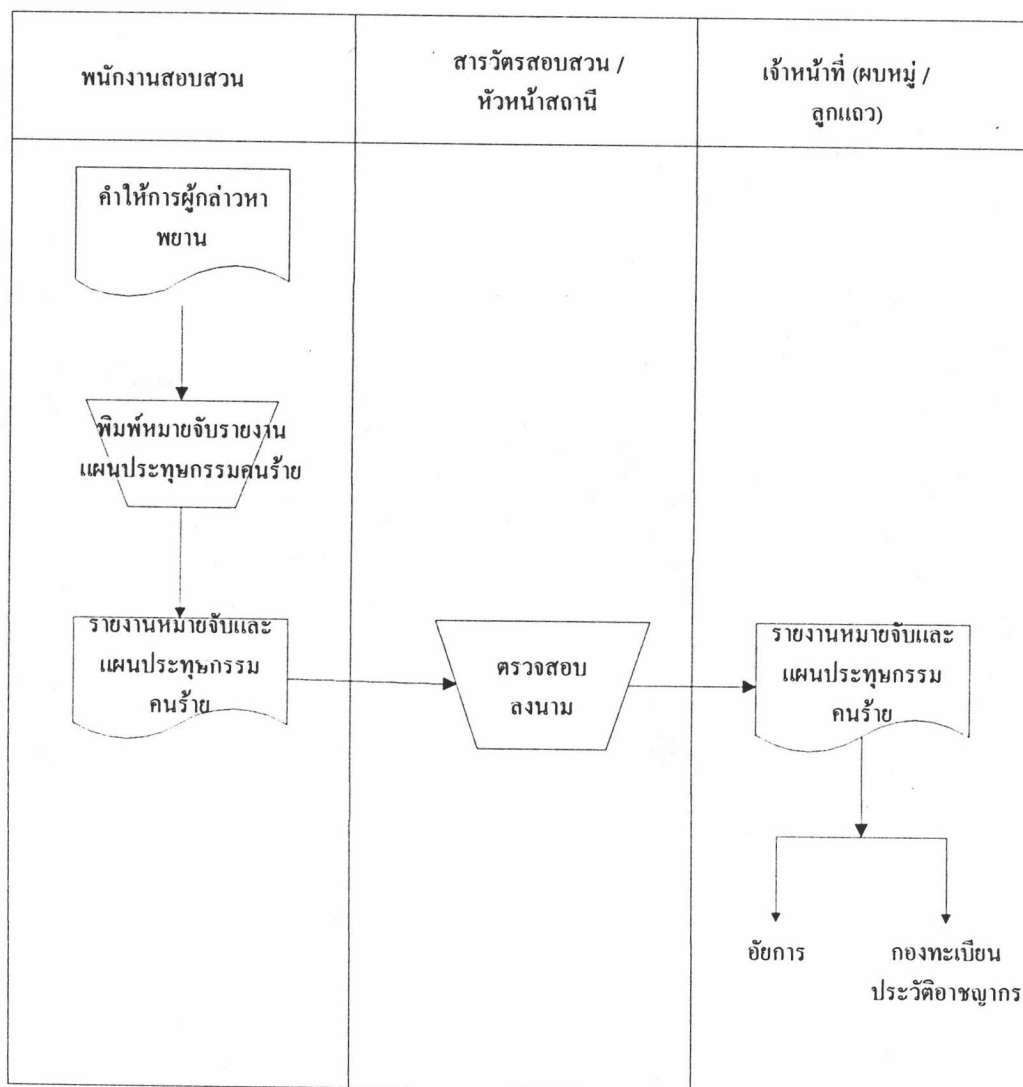 พนักงานสอบสวน
สารวัตรสอบสวน /
หัวหน้าสถานี
เจ้าหน้าที่ (ผบหมู่ /
ลูกแถว)
คำให้การผู้กล่าวหา
พยาน
พิมพ์หมายจับรายงาน
แผนประทุษกรรมคนร้าย
รายงานหมายจับและ
แผนประทุษกรรม
คนร้าย
ตรวจสอบ
ลงนาม
รายงานหมายจับและ
แผนประทุษกรรม
คนร้าย
อัยการ
กองทะเบียน
ประวัติอาชญากร